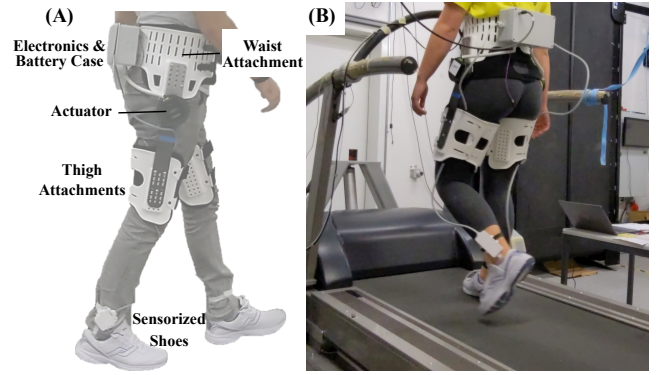 (A)
Electronics &
Battery Case
Waist
Attachment
Actuator
Thigh
Attachments
Sensorized
Shoes
(B)